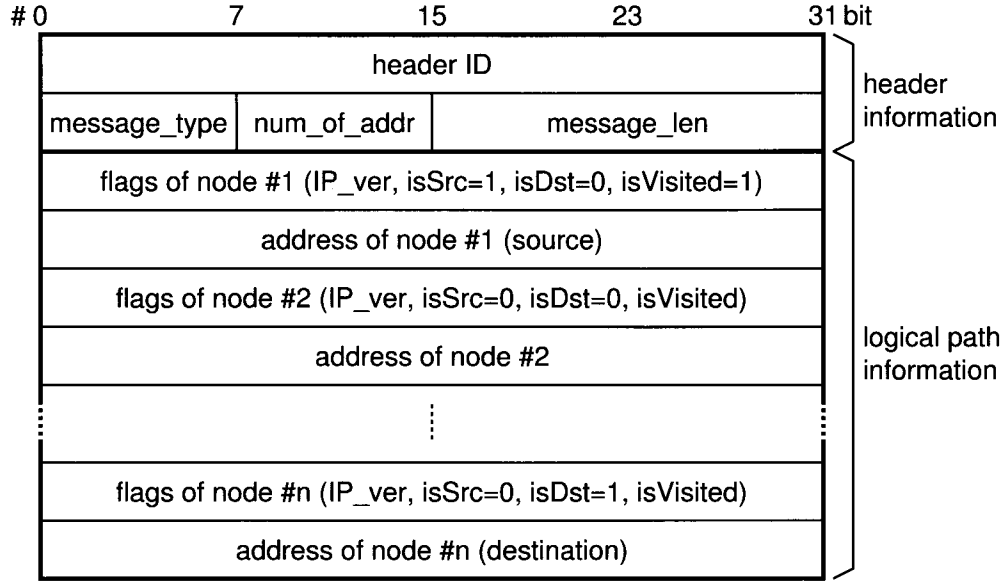 # 0 7 15 23 31 bit
header ID
message_type num_of_addr message_len
header
information
flags of node #1 (IP_ver, isSrc=1, isDst=0, isVisited=1)
address of node #1 (source)
flags of node #2 (IP_ver, isSrc=0, isDst=0, isVisited)
address of node #2
logical path
information
flags of node #n (IP_ver, isSrc=0, isDst=1, isVisited)
address of node #n (destination)